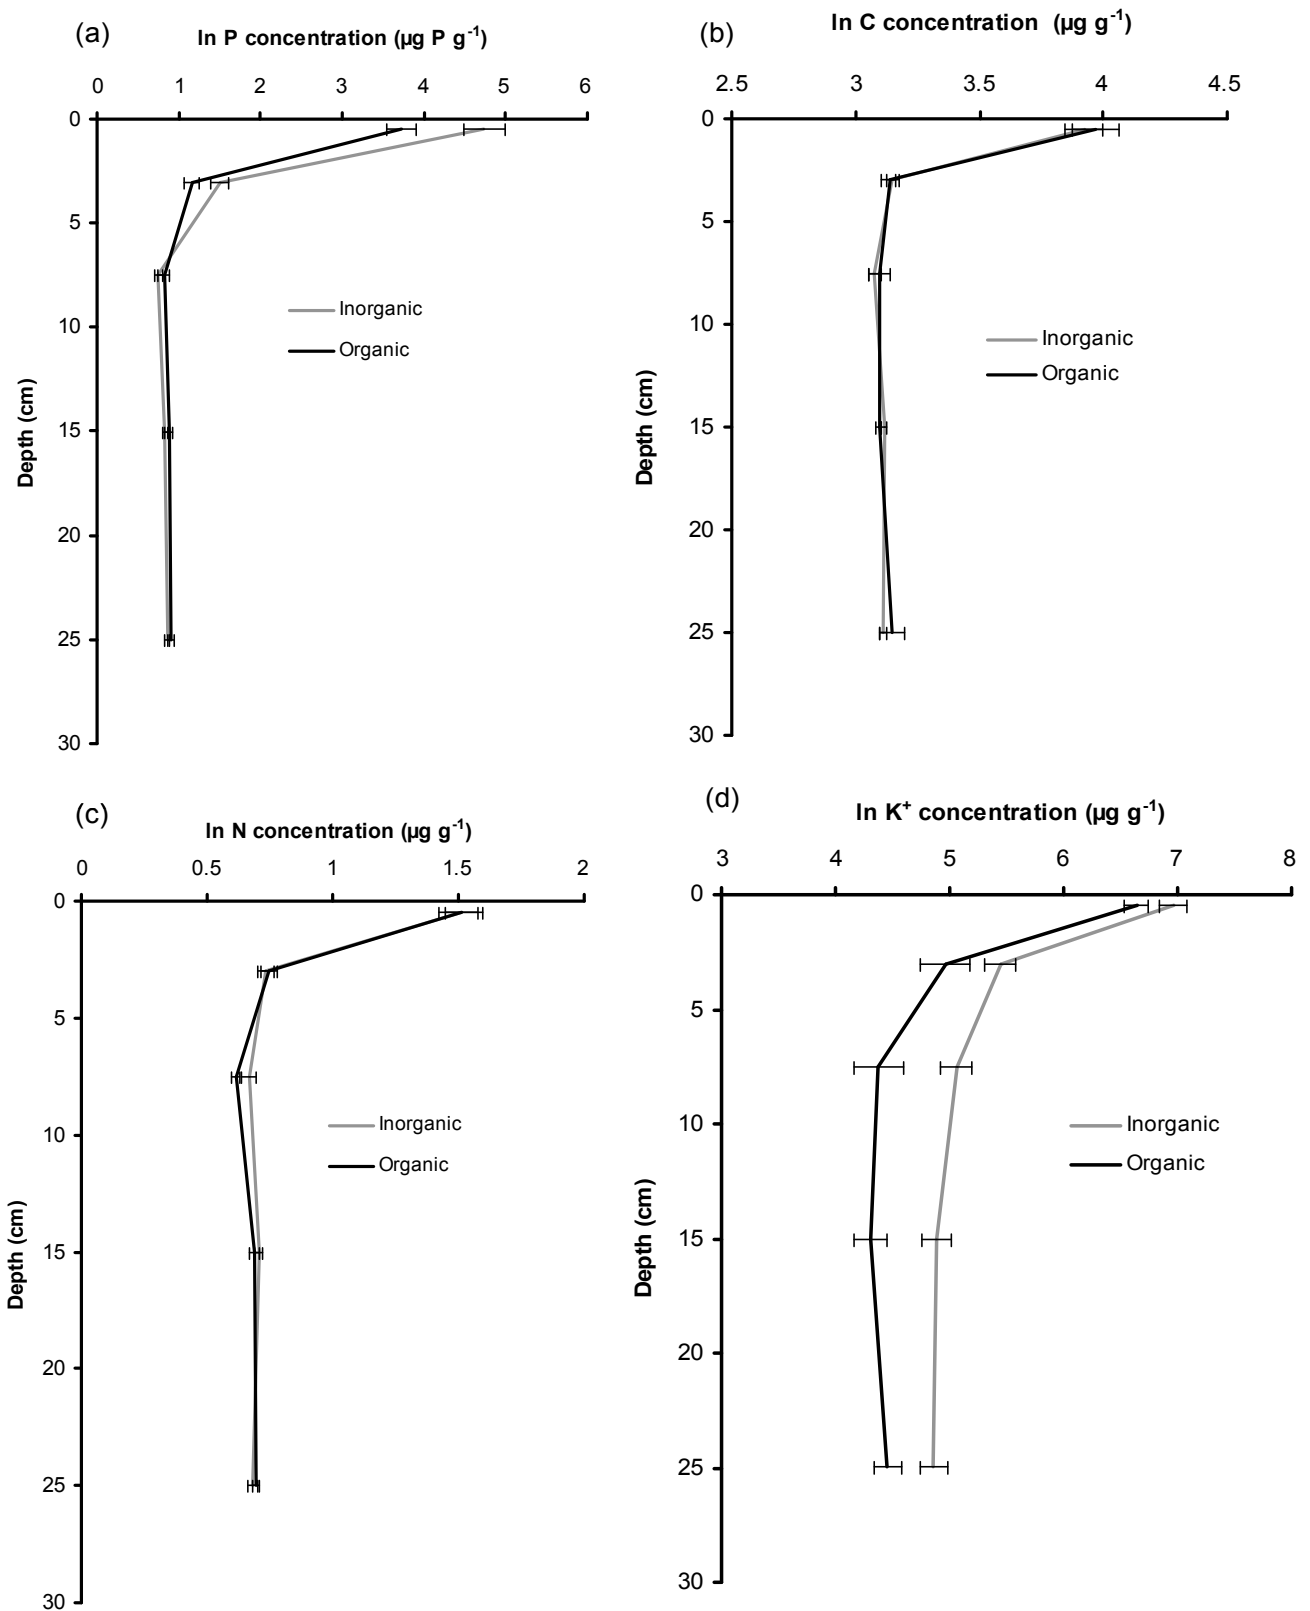 (a)
ln P concentration (µg P g-1)
0 1 2 3 4 5 6
0
5
10
15
20
25
30
Depth (cm)
Inorganic
Organic
(b)
ln C concentration (µg g-1)
2.5 3 3.5 4 4.5
0
5
10
15
20
25
30
Depth (cm)
Inorganic
Organic
(c)
ln N concentration (µg g-1)
0 0.5 1 1.5 2
0
5
10
15
20
25
30
Depth (cm)
Inorganic
Organic
(d)
ln K+ concentration (µg g-1)
3 4 5 6 7 8
0
5
10
15
20
25
30
Depth (cm)
Inorganic
Organic